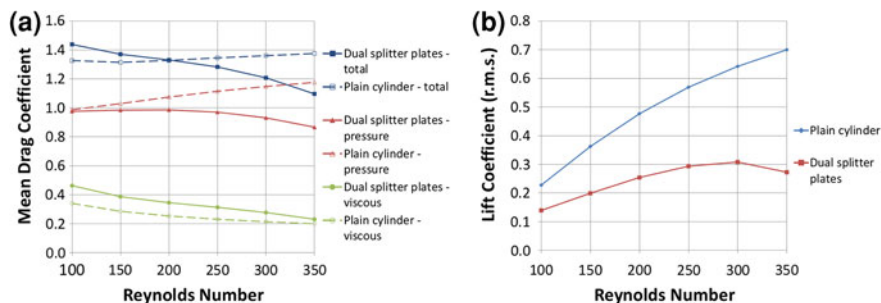 (a)
Mean Drag Coefficient
1.6
1.4
1.2
1.0
0.8
0.6
0.4
0.2
0.0
100 150 200 250 300 350
Reynolds Number
Dual splitter plates -
total
Plain cylinder - total
Dual splitter plates -
pressure
Plain cylinder -
pressure
Dual splitter plates -
viscous
Plain cylinder -
viscous
(b)
Lift Coefficient (r.m.s.)
0.8
0.7
0.6
0.5
0.4
0.3
0.2
0.1
0.0
100 150 200 250 300 350
Reynolds Number
Plain cylinder
Dual splitter
plates